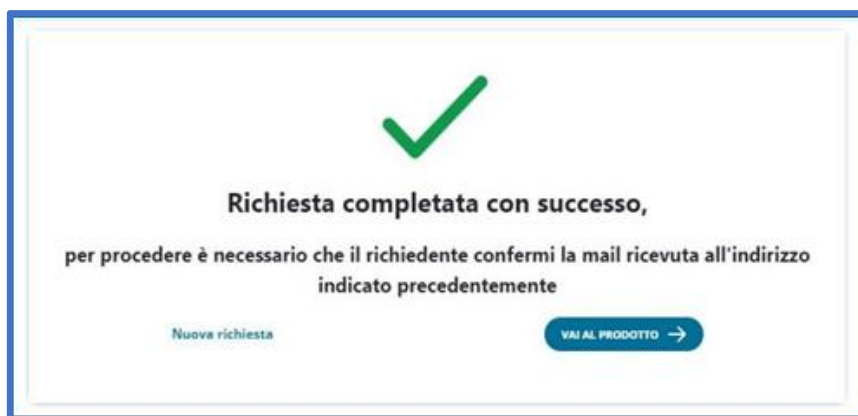 Richiesta completata con successo,
per procedere è necessario che il richiedente confermi la mail ricevuta all'indirizzo
indicato precedentemente
Nuova richiesta
VAI AL PRODOTTO